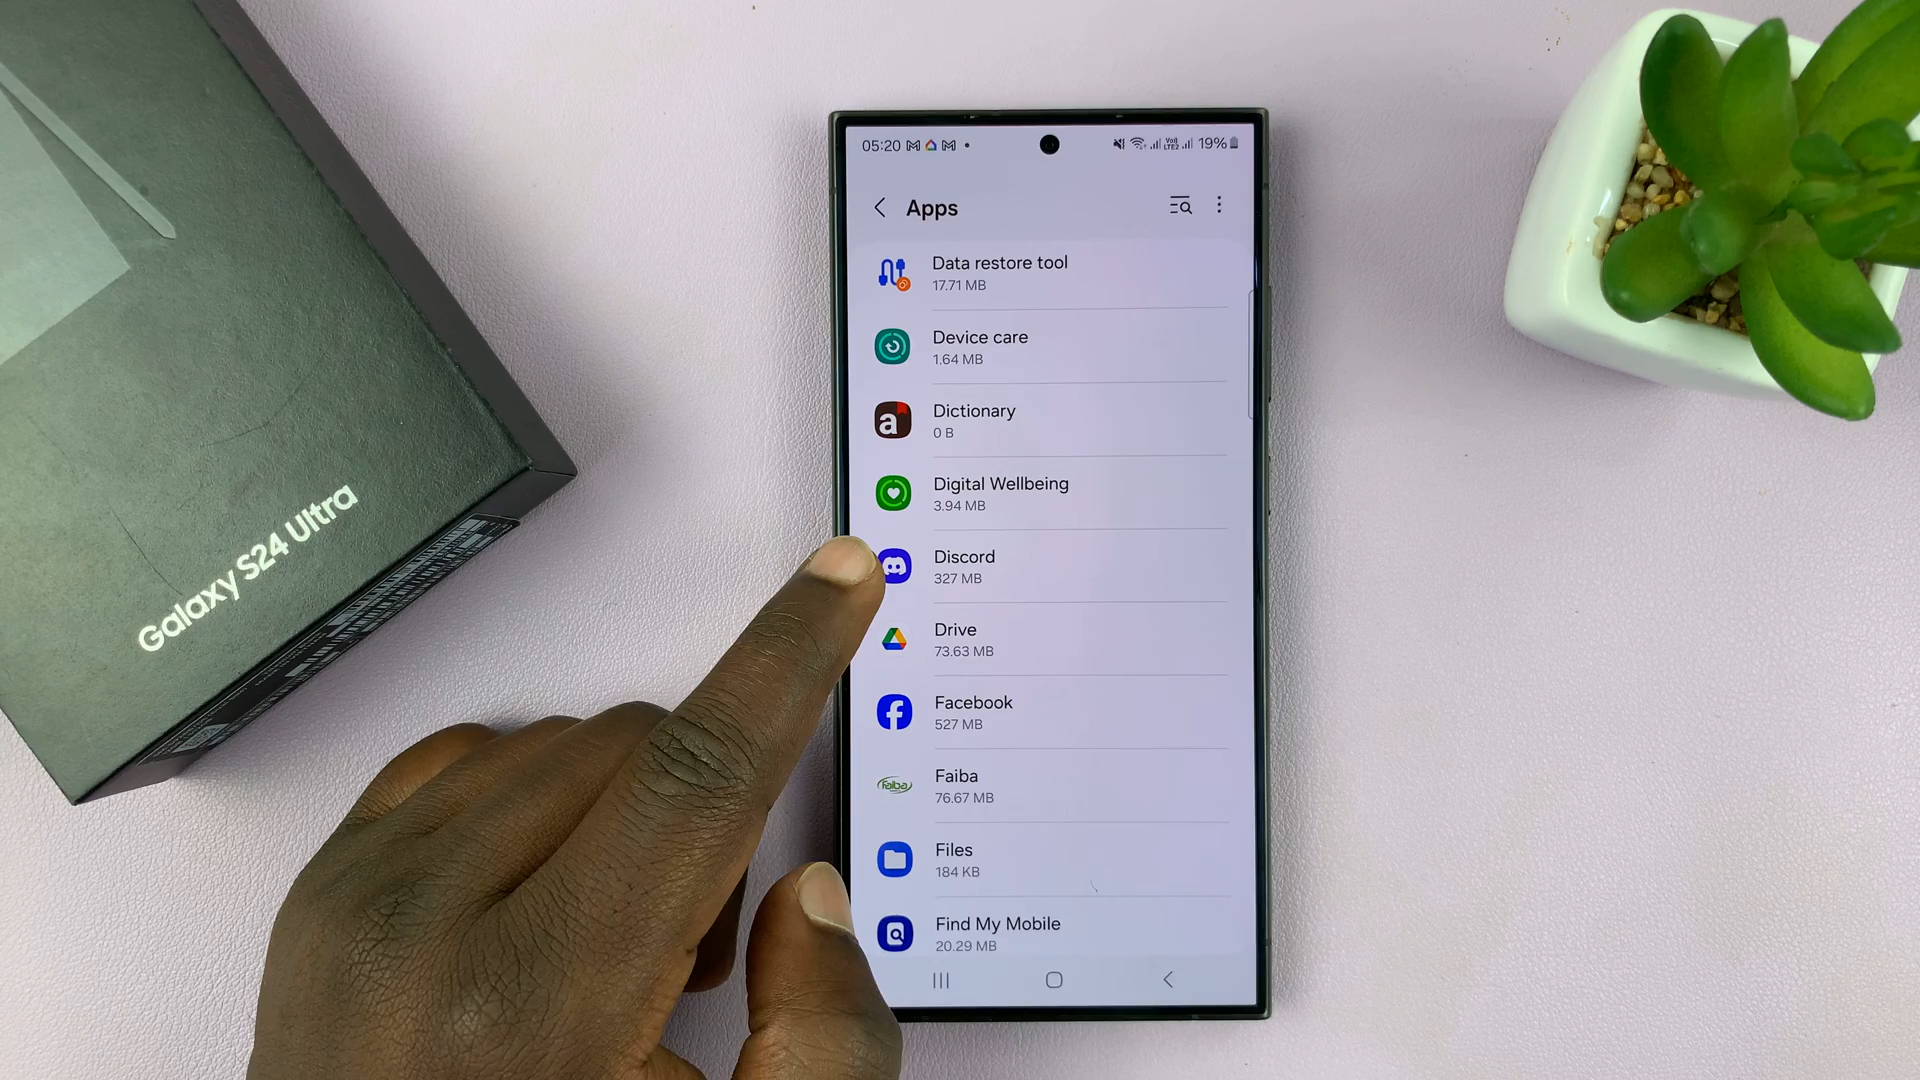 Galaxy S24 Ultra
05:20
19%
Apps
Data restore tool
17.71 MB
Device care
1.64 MB
Dictionary
0 B
Digital Wellbeing
3.94 MB
Discord
327 MB
Drive
73.63 MB
Facebook
527 MB
Faiba
Faiba
76.67 MB
Files
184 KB
Find My Mobile
20.29 MB